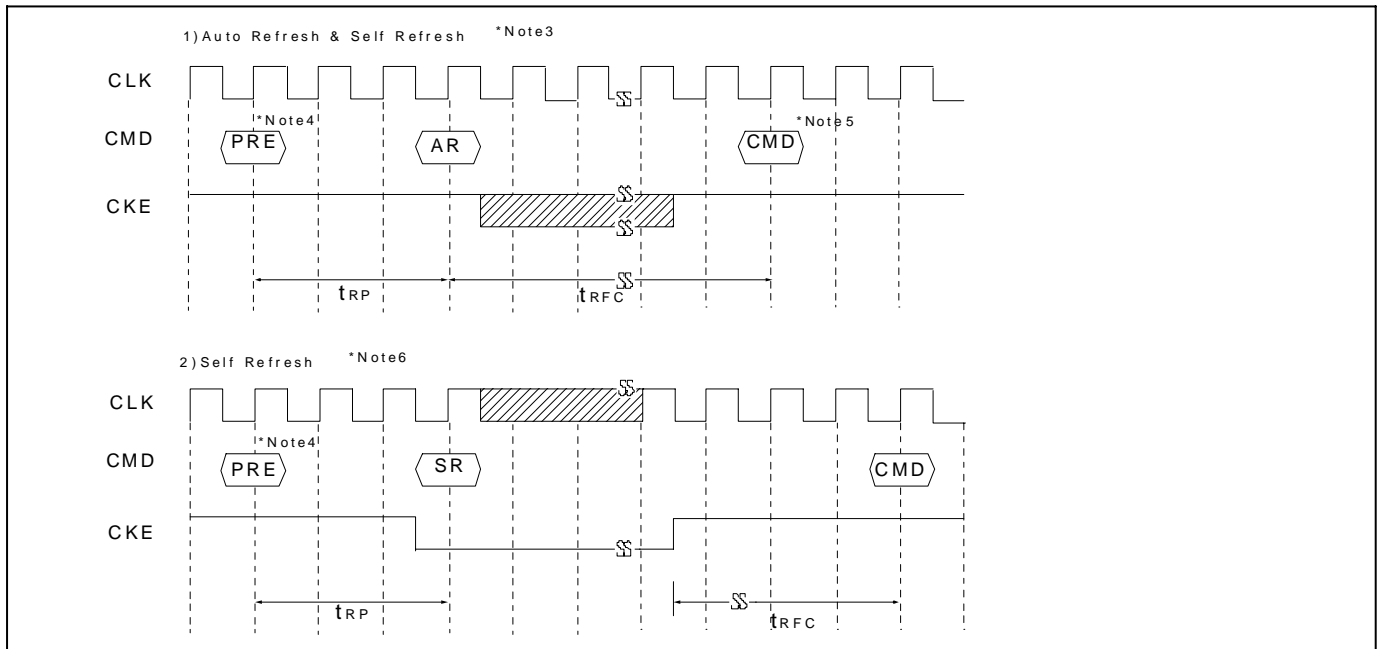 1)Auto Refresh & Self Refresh *Note3
CLK
CMD PRE *Note4 AR CMD *Note5
CKE
tRP tRFC
2)Self Refresh *Note6
CLK
CMD PRE *Note4 SR CMD
CKE
tRP tRFC